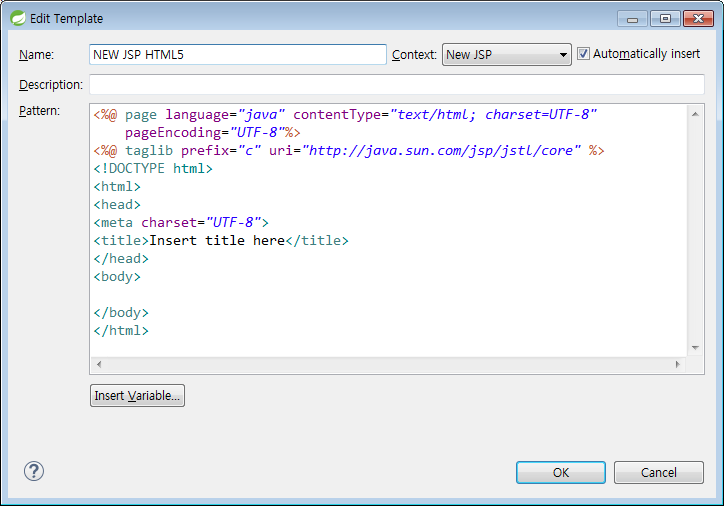 Edit Template
Name: NEW JSP HTML5 Context: New JSP Automatically insert
Description:
Pattern:
<%@ page language="java" contentType="text/html; charset=UTF-8"
    pageEncoding="UTF-8"%>
<%@ taglib prefix="c" uri="http://java.sun.com/jsp/jstl/core" %>
<!DOCTYPE html>
<html>
<head>
<meta charset="UTF-8">
<title>Insert title here</title>
</head>
<body>

</body>
</html>
Insert Variable...
?
OK Cancel